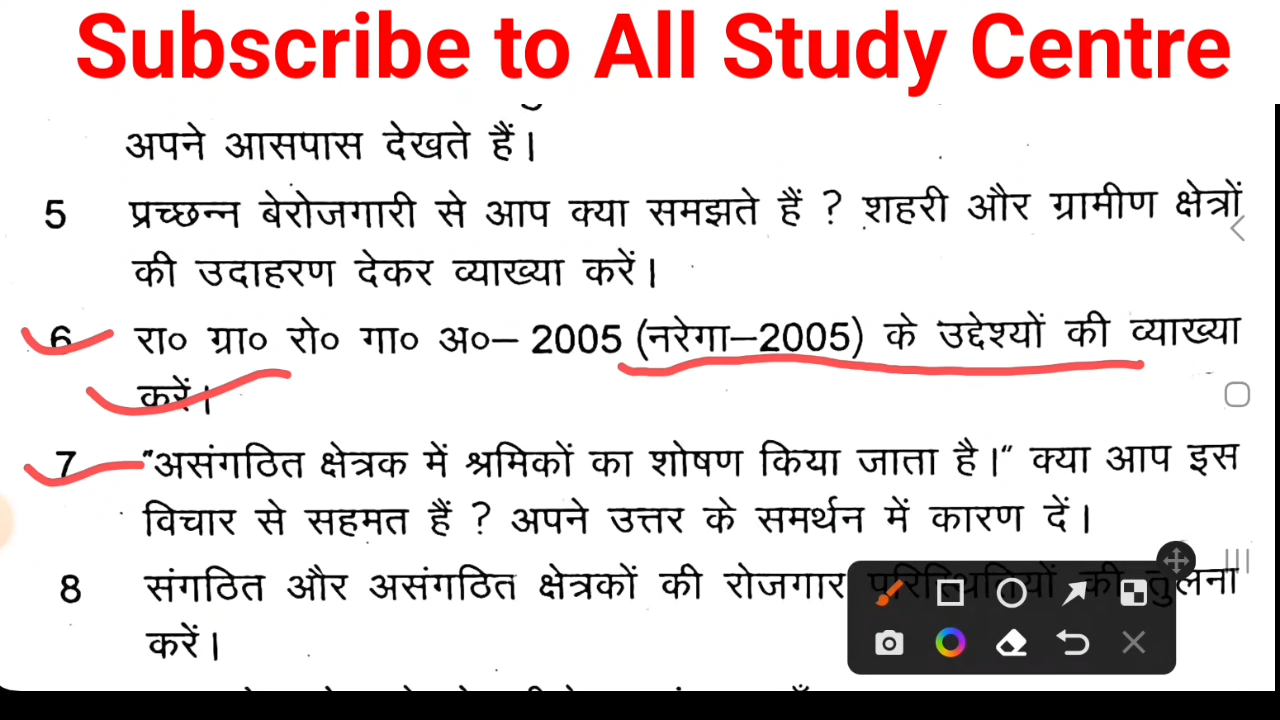 Subscribe to All Study Centre
अपने आसपास देखते हैं।
5 प्रच्छन्न बेरोजगारी से आप क्या समझते हैं ? शहरी और ग्रामीण क्षेत्रों
की उदाहरण देकर व्याख्या करें।
6 रा० ग्रा० रो० गा० अ०– 2005 (नरेगा–2005) के उद्देश्यों की व्याख्या
करें।
7 "असंगठित क्षेत्रक में श्रमिकों का शोषण किया जाता है।" क्या आप इस
विचार से सहमत हैं ? अपने उत्तर के समर्थन में कारण दें।
8 संगठित और असंगठित क्षेत्रकों की रोजगार परिस्थितियों की तुलना
करें।